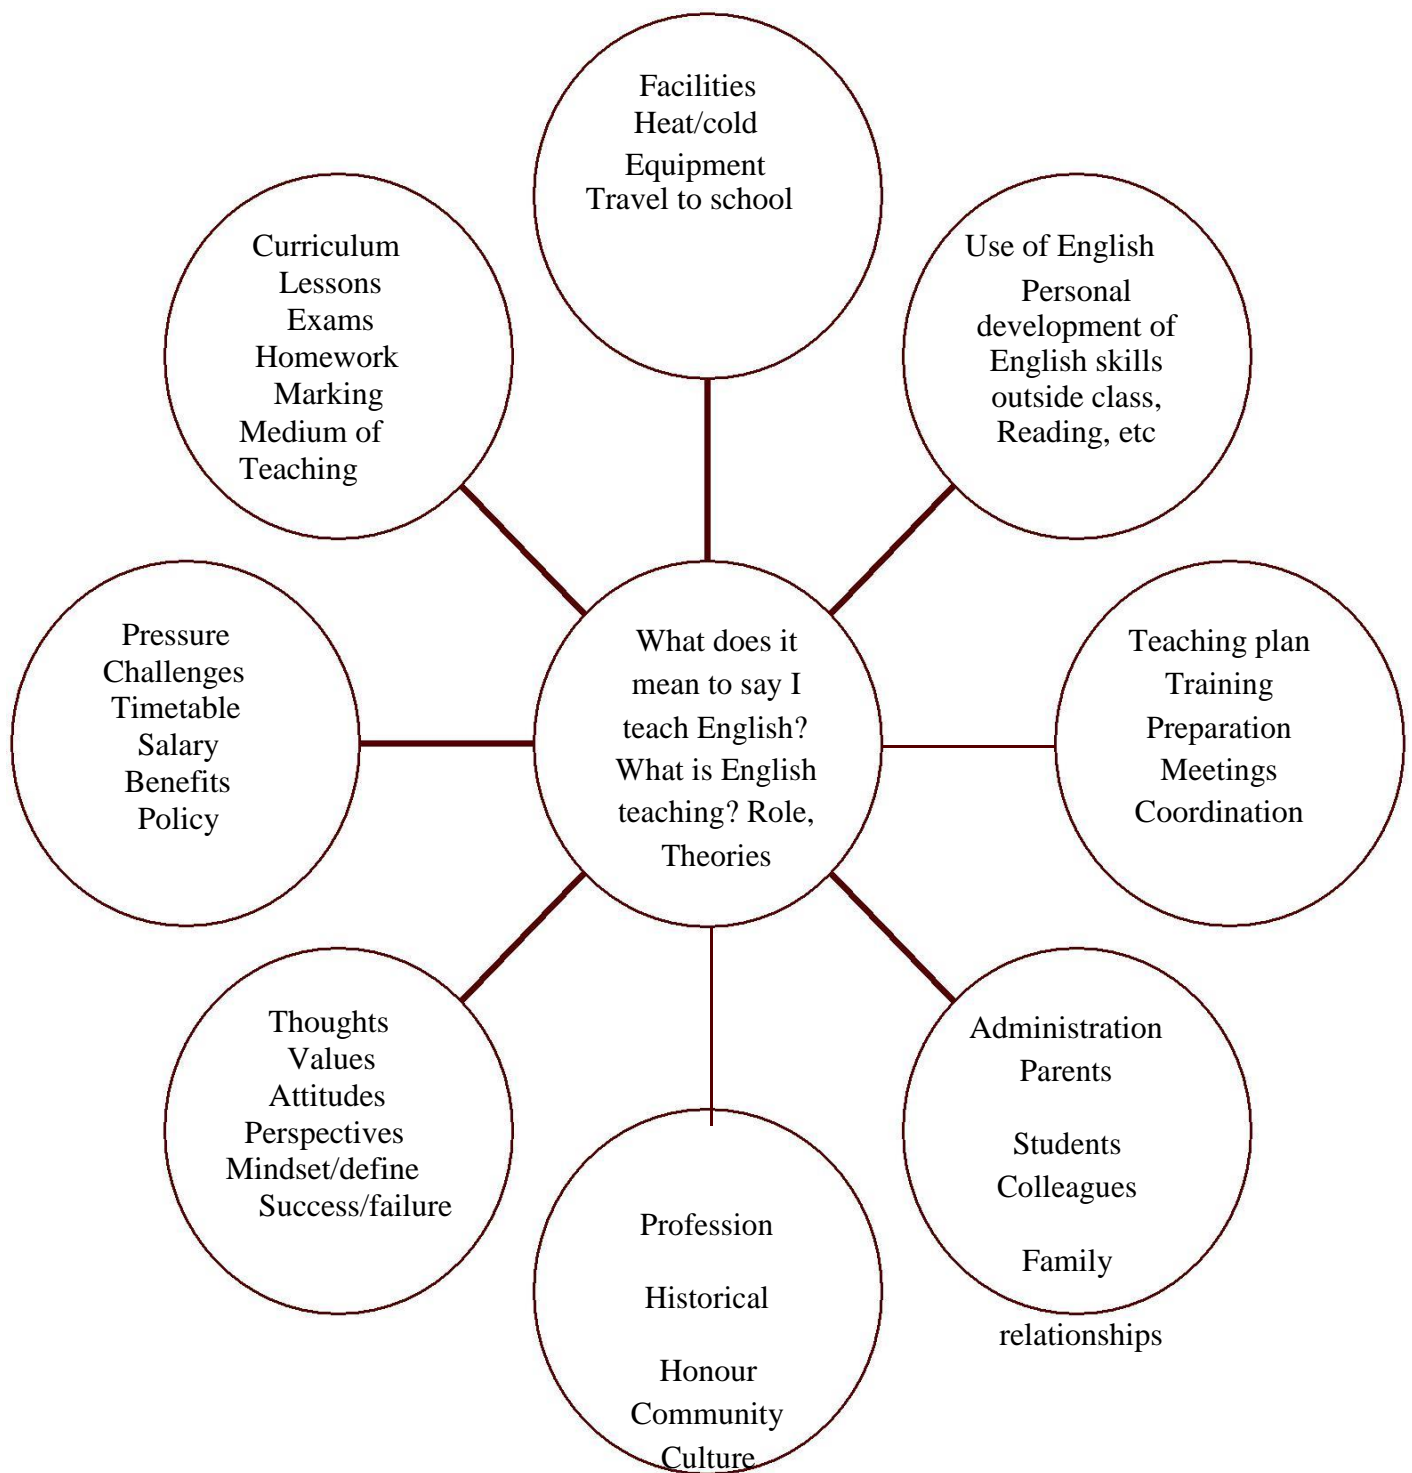 Facilities
Heat/cold
Equipment
Travel to school
Curriculum
Lessons
Exams
Homework
Marking
Medium of
Teaching
Use of English
Personal
development of
English skills
outside class,
Reading, etc
Pressure
Challenges
Timetable
Salary
Benefits
Policy
What does it
mean to say I
teach English?
What is English
teaching? Role,
Theories
Teaching plan
Training
Preparation
Meetings
Coordination
Thoughts
Values
Attitudes
Perspectives
Mindset/define
Success/failure
Profession
Historical
Honour
Community
Culture
Administration
Parents
Students
Colleagues
Family
relationships